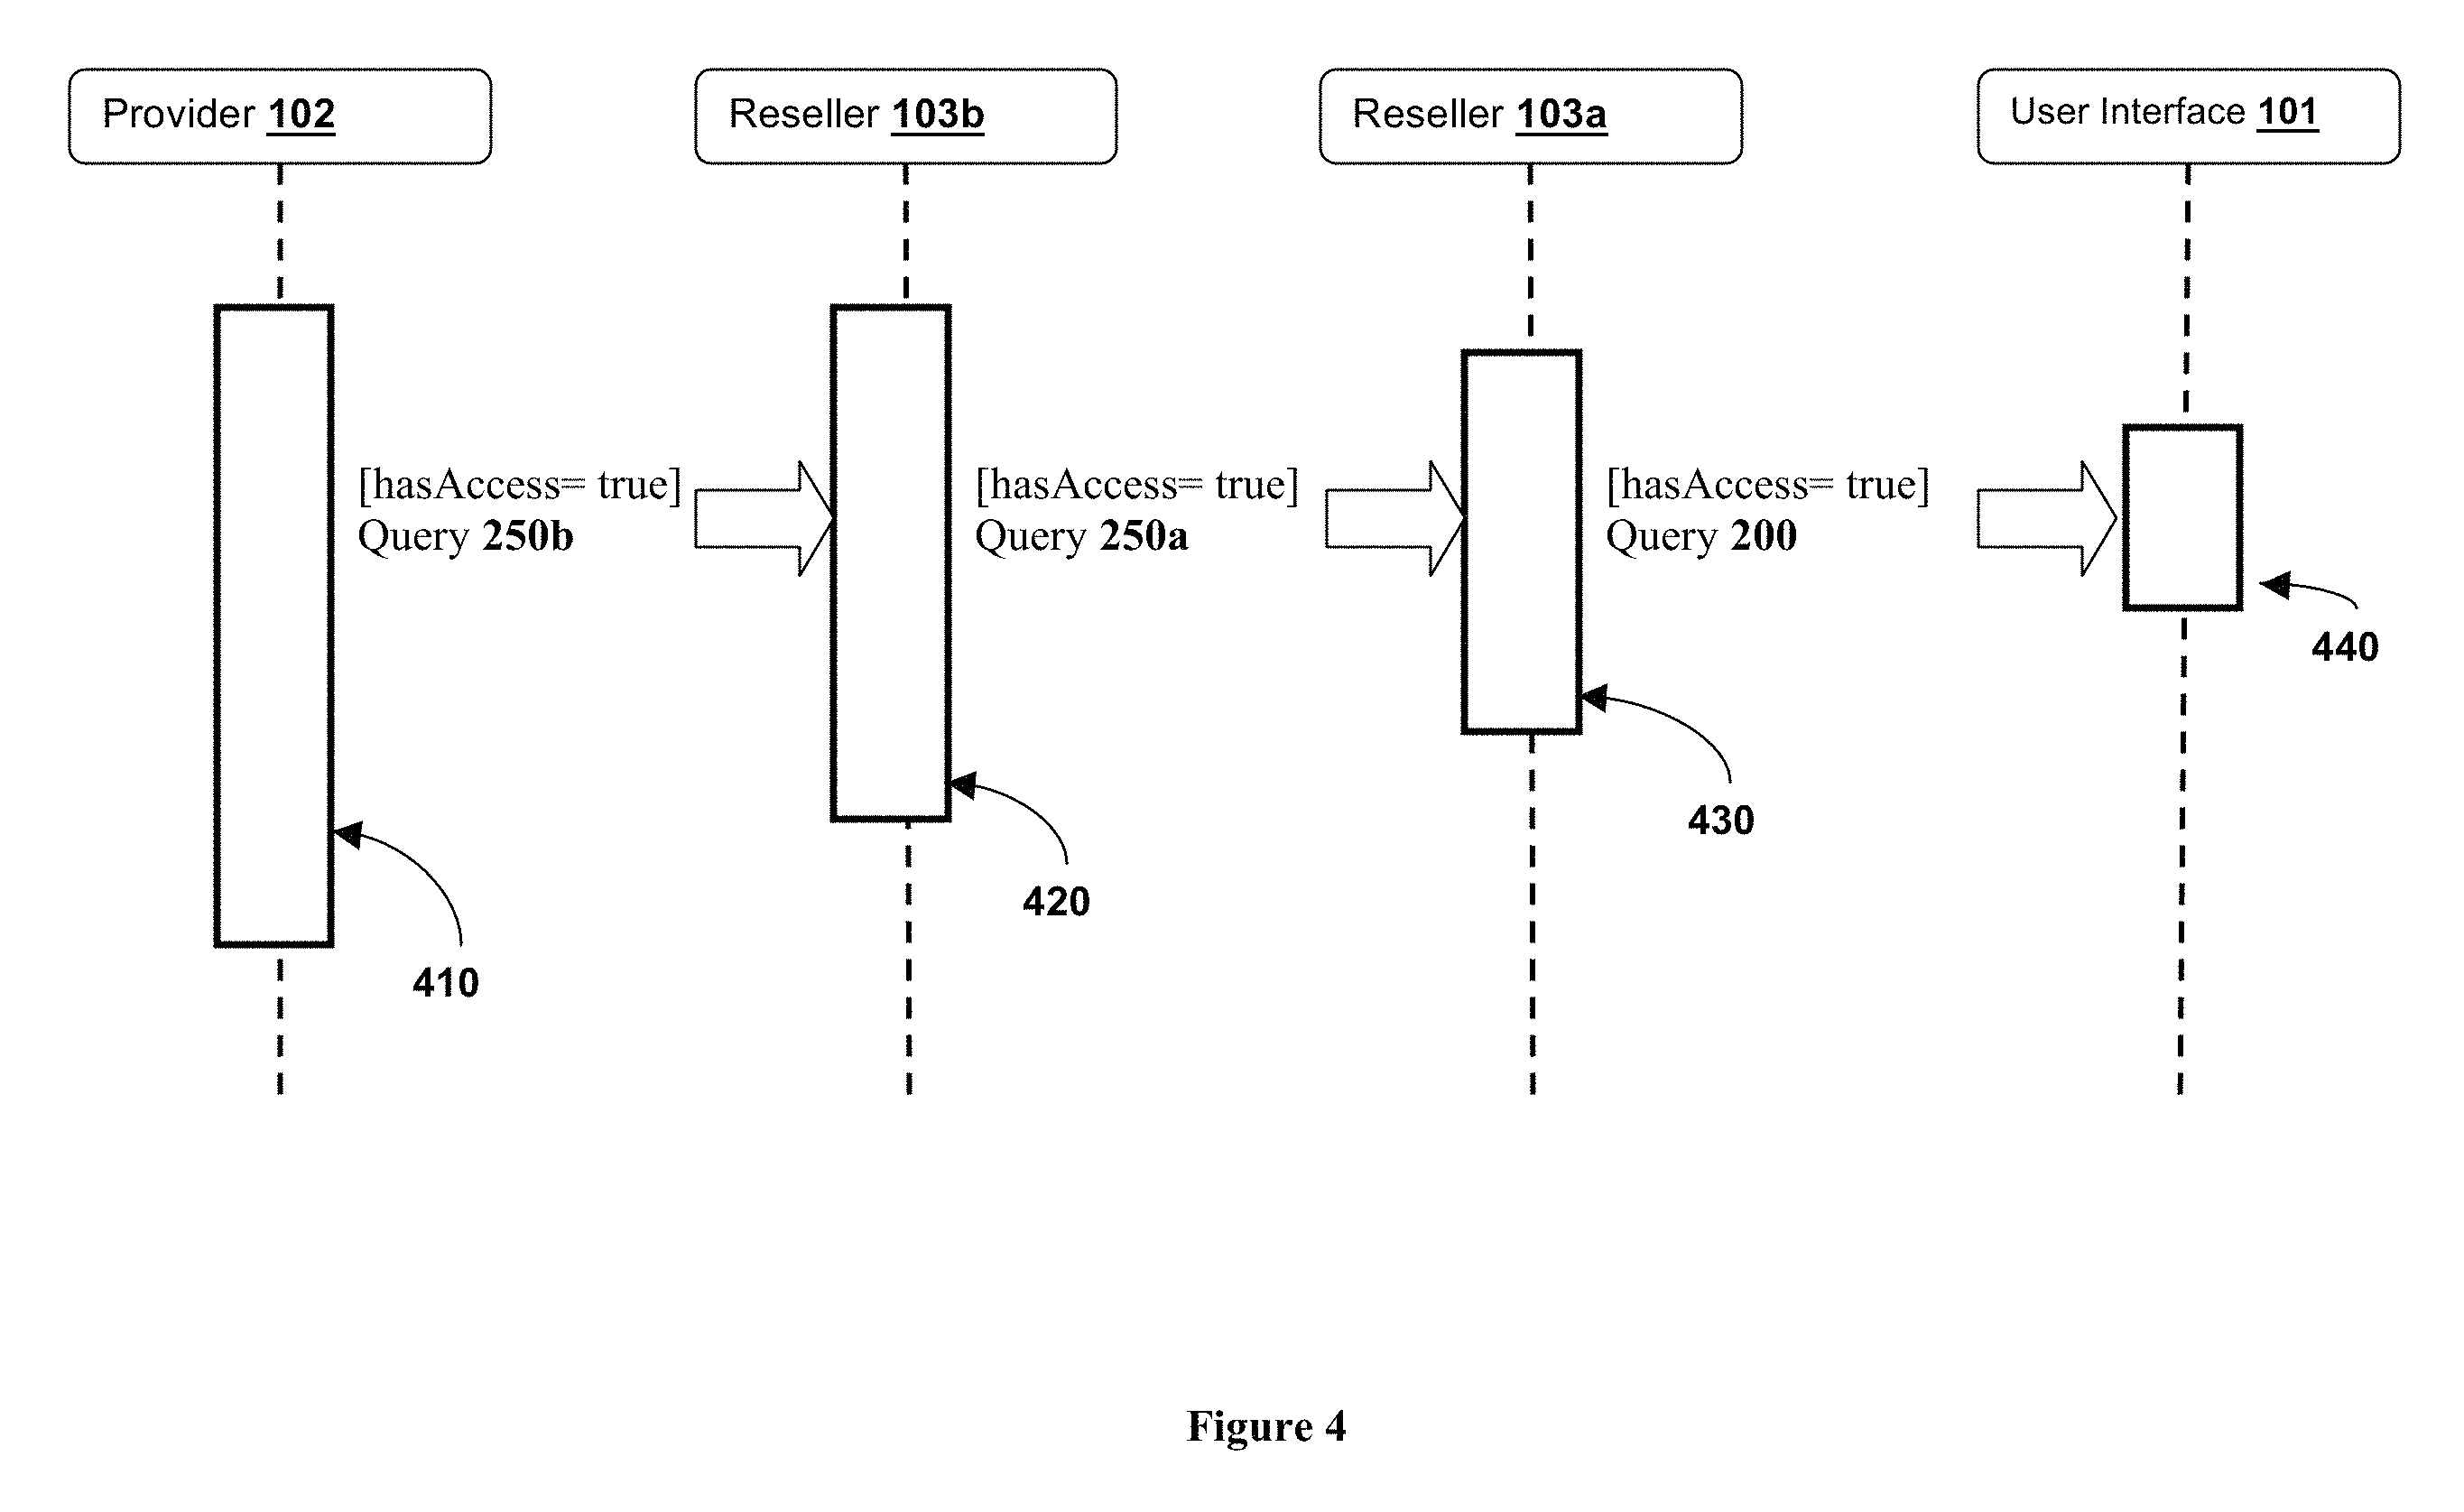 Provider 102
Reseller 103b
Reseller 103a
User Interface 101
[hasAccess= true]
Query 250b
[hasAccess= true]
Query 250a
[hasAccess= true]
Query 200
440
430
420
410
Figure 4